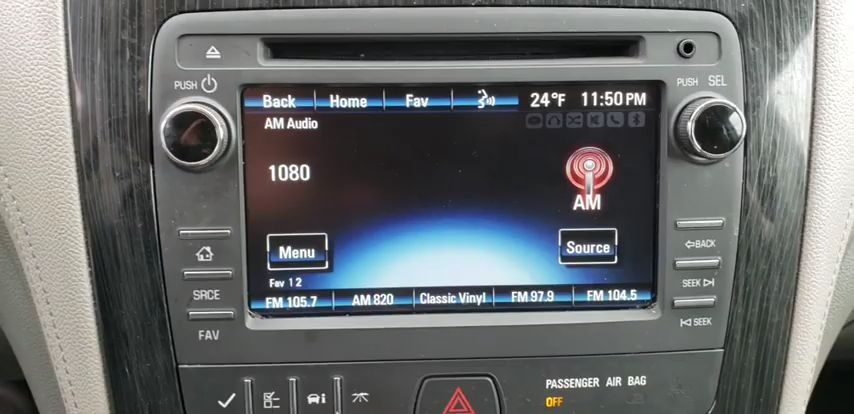 PUSH
PUSH SEL
Back Home Fav 24°F 11:50 PM
AM Audio
1080
AM
Menu
Source
Fav 1 2
FM 105.7 AM 820 Classic Vinyl FM 97.9 FM 104.5
SRCE
FAV
BACK
SEEK
SEEK
PASSENGER AIR BAG
OFF